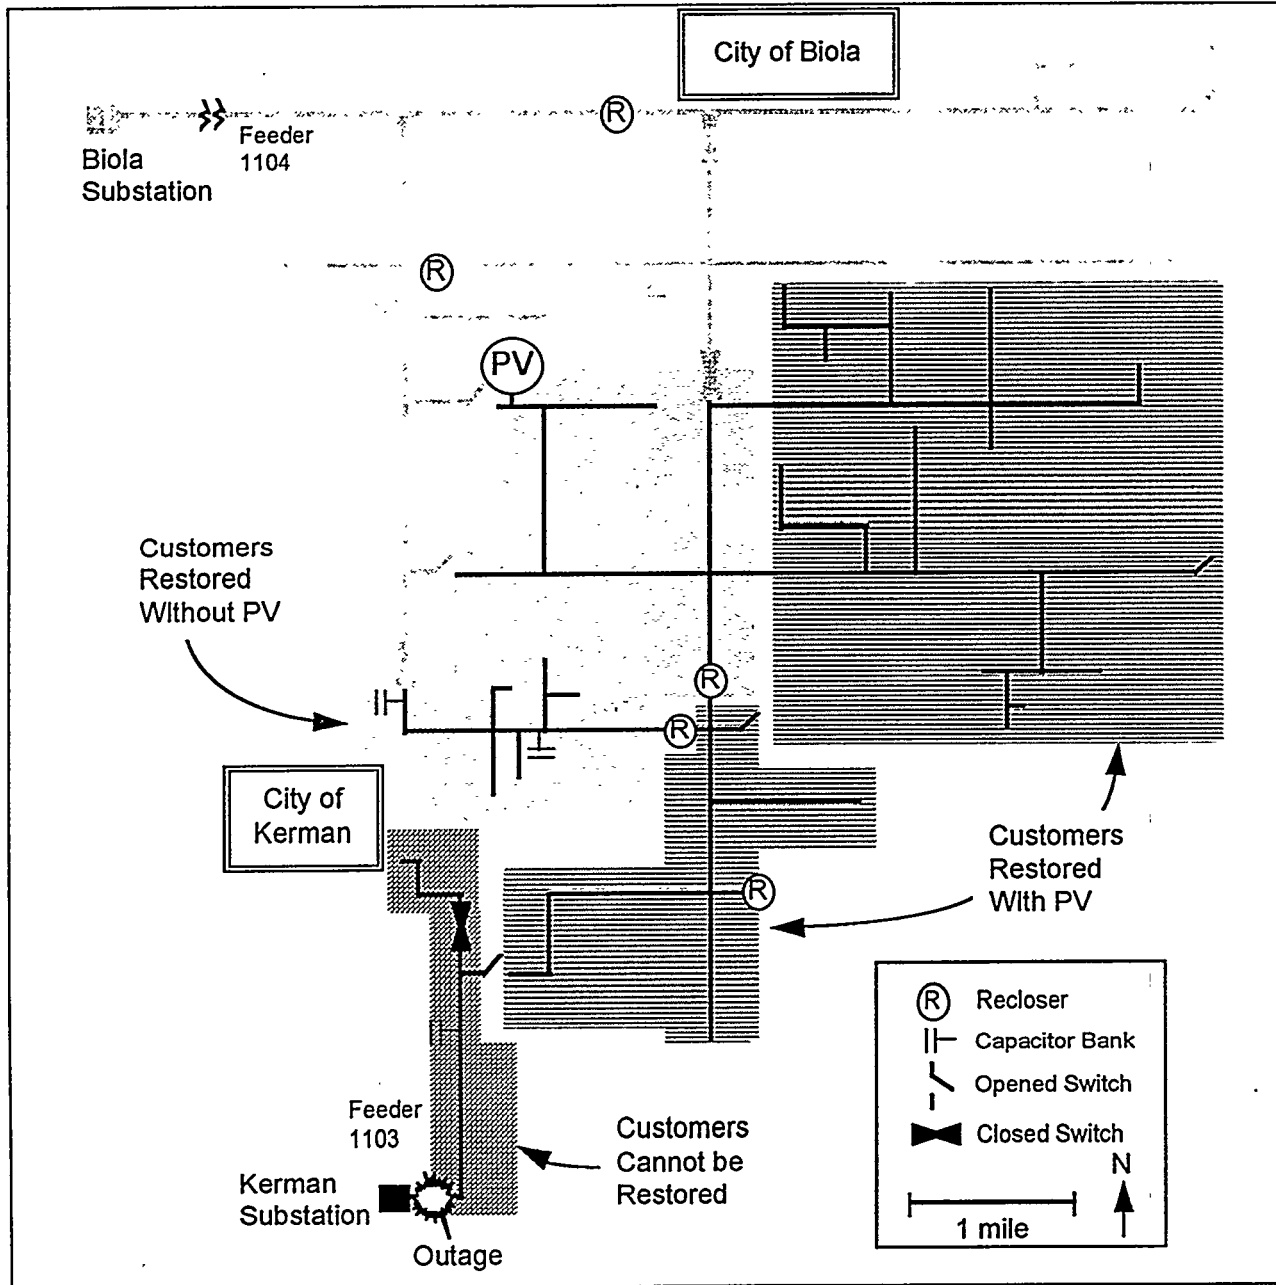 City of Biola
R
Feeder
1104
Biola
Substation
R
PV
Customers
Restored
WIthout PV
R
R
City of
Kerman
Customers
Restored
WIth PV
R
R
Recloser
Capacitor Bank
Opened Switch
Closed Switch
N
1 mile
Feeder
1103
Customers
Cannot be
Restored
Kerman
Substation
Outage